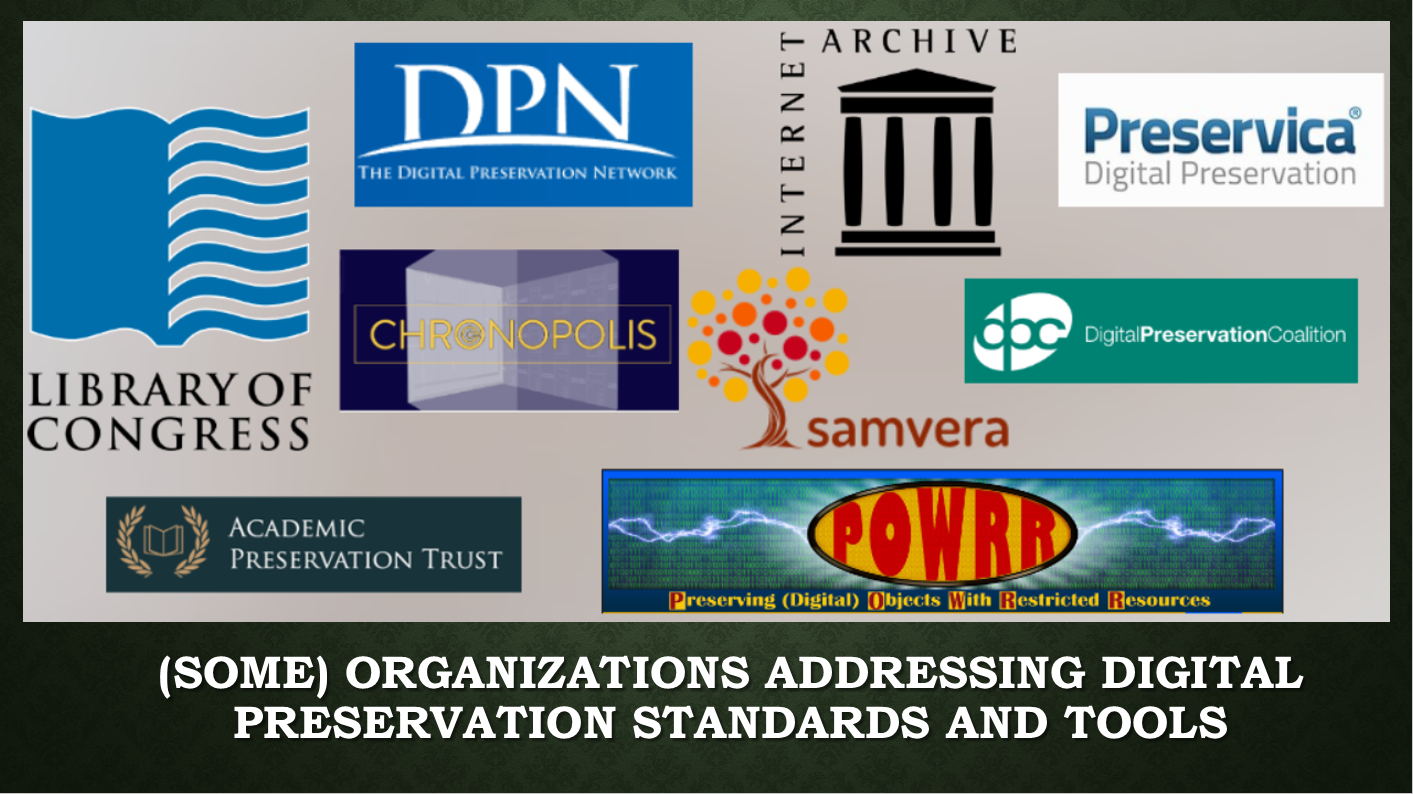 LIBRARY OF
CONGRESS
DPN
THE DIGITAL PRESERVATION NETWORK
INTERNET
ARCHIVE
Preservica®
Digital Preservation
CHRONOPOLIS
samvera
dpc
DigitalPreservationCoalition
ACADEMIC
PRESERVATION TRUST
POWRR
Preserving (Digital) Objects With Restricted Resources
(SOME) ORGANIZATIONS ADDRESSING DIGITAL
PRESERVATION STANDARDS AND TOOLS